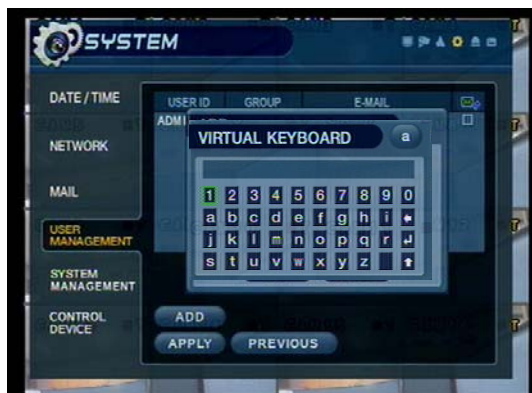 SYSTEM
DATE / TIME
NETWORK
MAIL
USER
MANAGEMENT
SYSTEM
MANAGEMENT
CONTROL
DEVICE
USER ID GROUP E-MAIL
ADMI
VIRTUAL KEYBOARD a
1 2 3 4 5 6 7 8 9 0
a b c d e f g h i
j k l m n o p q r
s t u v w x y z
ADD
APPLY PREVIOUS